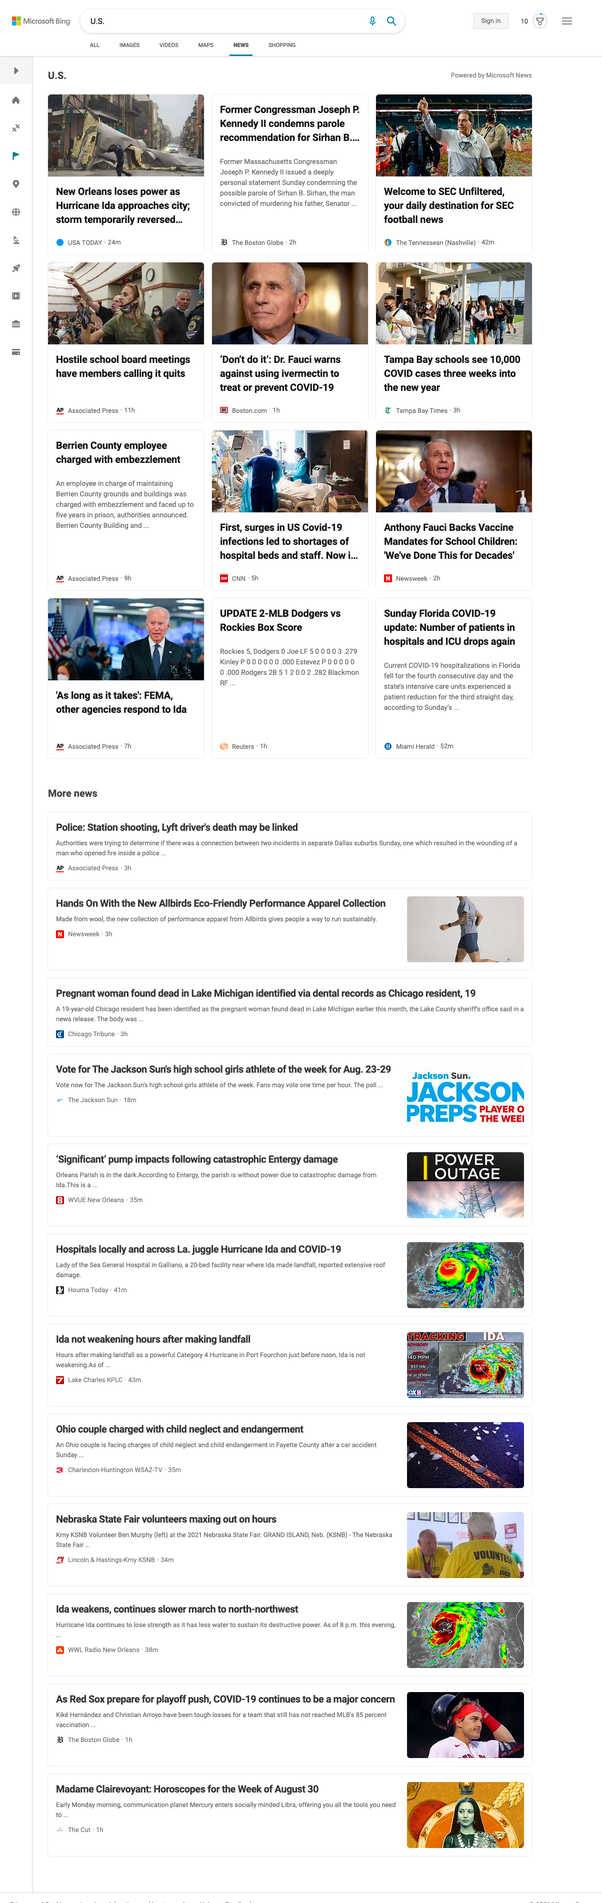 Microsoft Bing
U.S.
Sign in
10
ALL
IMAGES
VIDEOS
MAPS
NEWS
SHOPPING
U.S.
Powered by Microsoft News
New Orleans loses power as
Hurricane Ida approaches city;
storm temporarily reversed...
USA TODAY · 24m
Former Congressman Joseph P.
Kennedy II condemns parole
recommendation for Sirhan B...
Former Massachusetts Congressman
Joseph P. Kennedy II issued a deeply
personal statement Sunday condemning the
possible parole of Sirhan B. Sirhan, the man
convicted of murdering his father, Senator ...
The Boston Globe · 2h
Welcome to SEC Unfiltered,
your daily destination for SEC
football news
The Tennessean (Nashville) · 42m
Hostile school board meetings
have members calling it quits
AP Associated Press · 11h
‘Don’t do it’: Dr. Fauci warns
against using ivermectin to
treat or prevent COVID-19
Boston.com · 1h
Tampa Bay schools see 10,000
COVID cases three weeks into
the new year
Tampa Bay Times · 3h
Berrien County employee
charged with embezzlement
An employee in charge of maintaining
Berrien County grounds and buildings was
charged with embezzlement and faced up to
five years in prison, authorities announced.
Berrien County Building and ...
AP Associated Press · 9h
First, surges in US Covid-19
infections led to shortages of
hospital beds and staff. Now i...
CNN · 5h
Anthony Fauci Backs Vaccine
Mandates for School Children:
'We've Done This for Decades'
N Newsweek · 2h
'As long as it takes': FEMA,
other agencies respond to Ida
AP Associated Press · 7h
UPDATE 2-MLB Dodgers vs
Rockies Box Score
Rockies 5, Dodgers 0 Joe LF 5 0 0 0 0 3 .279
Kinley P 0 0 0 0 0 0 .000 Estevez P 0 0 0 0 0
0 .000 Rodgers 2B 5 1 2 0 0 2 .282 Blackmon
RF ...
Reuters · 1h
Sunday Florida COVID-19
update: Number of patients in
hospitals and ICU drops again
Current COVID-19 hospitalizations in Florida
fell for the fourth consecutive day and the
state's intensive care units experienced a
patient reduction for the third straight day,
according to Sunday's ...
Miami Herald · 52m
More news
Police: Station shooting, Lyft driver's death may be linked
Authorities were trying to determine if there was a connection between two incidents in separate Dallas suburbs Sunday, one which resulted in the wounding of a
man who opened fire inside a police ...
AP Associated Press · 3h
Hands On With the New Allbirds Eco-Friendly Performance Apparel Collection
Made from wool, the new collection of performance apparel from Allbirds gives people a way to run sustainably.
N Newsweek · 3h
Pregnant woman found dead in Lake Michigan identified via dental records as Chicago resident, 19
A 19-year-old Chicago resident has been identified as the pregnant woman found dead in Lake Michigan earlier this month, the Lake County sheriff's office said in a
news release. The body was ...
Chicago Tribune · 3h
Vote for The Jackson Sun's high school girls athlete of the week for Aug. 23-29
Vote now for The Jackson Sun's high school girls athlete of the week. Fans may vote one time per hour. The poll ...
The Jackson Sun · 18m
Jackson Sun.
JACKSON
PREPS PLAYER O
THE WEE
‘Significant’ pump impacts following catastrophic Entergy damage
Orleans Parish is in the dark.According to Entergy, the parish is without power due to catastrophic damage from
Ida.This is a ...
WVUE New Orleans · 35m
POWER
OUTAGE
Hospitals locally and across La. juggle Hurricane Ida and COVID-19
Lady of the Sea General Hospital in Galliano, a 20-bed facility near where Ida made landfall, reported extensive roof
damage.
Houma Today · 41m
Ida not weakening hours after making landfall
Hours after making landfall as a powerful Category 4 Hurricane in Port Fourchon just before noon, Ida is not
weakening.As of ...
Lake Charles KPLC · 43m
TRACKING IDA
FOX8
Ohio couple charged with child neglect and endangerment
An Ohio couple is facing charges of child neglect and child endangerment in Fayette County after a car accident
Sunday ...
Charleston-Huntington WSAZ-TV · 35m
Nebraska State Fair volunteers maxing out on hours
Krny KSNB Volunteer Ben Murphy (left) at the 2021 Nebraska State Fair. GRAND ISLAND, Neb. (KSNB) - The Nebraska
State Fair ...
Lincoln & Hastings-Krny KSNB · 34m
VOLUNTE
Ida weakens, continues slower march to north-northwest
Hurricane Ida continues to lose strength as it has less water to sustain its destructive power. As of 8 p.m. this evening,
...
WWL Radio New Orleans · 38m
As Red Sox prepare for playoff push, COVID-19 continues to be a major concern
Kiké Hernández and Christian Arroyo have been tough losses for a team that still has not reached MLB's 85 percent
vaccination ...
The Boston Globe · 1h
Madame Clairevoyant: Horoscopes for the Week of August 30
Early Monday morning, communication planet Mercury enters socially minded Libra, offering you all the tools you need
to ...
The Cut · 1h